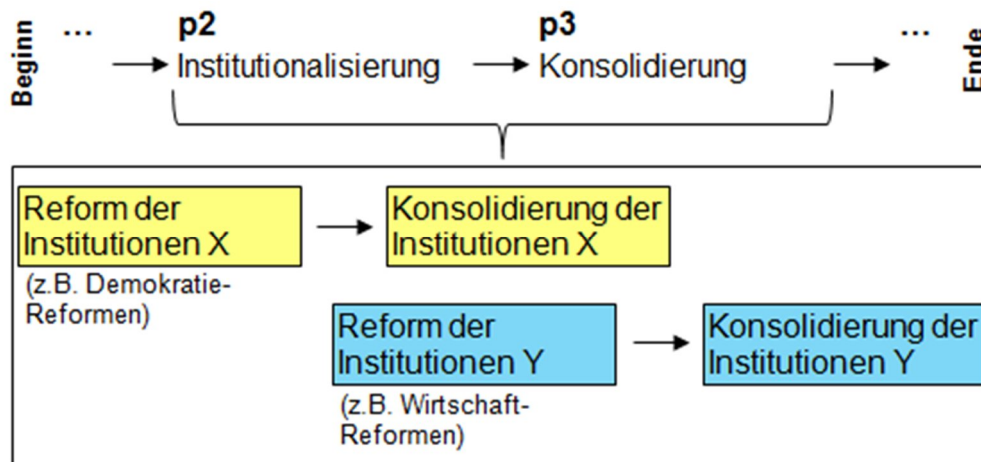 Beginn
... p2 p3 ...
Institutionalisierung Konsolidierung
Ende
Reform der Konsolidierung der
Institutionen X Institutionen X
(z.B. Demokratie-
Reformen)
Reform der Konsolidierung der
Institutionen Y Institutionen Y
(z.B. Wirtschaft-
Reformen)